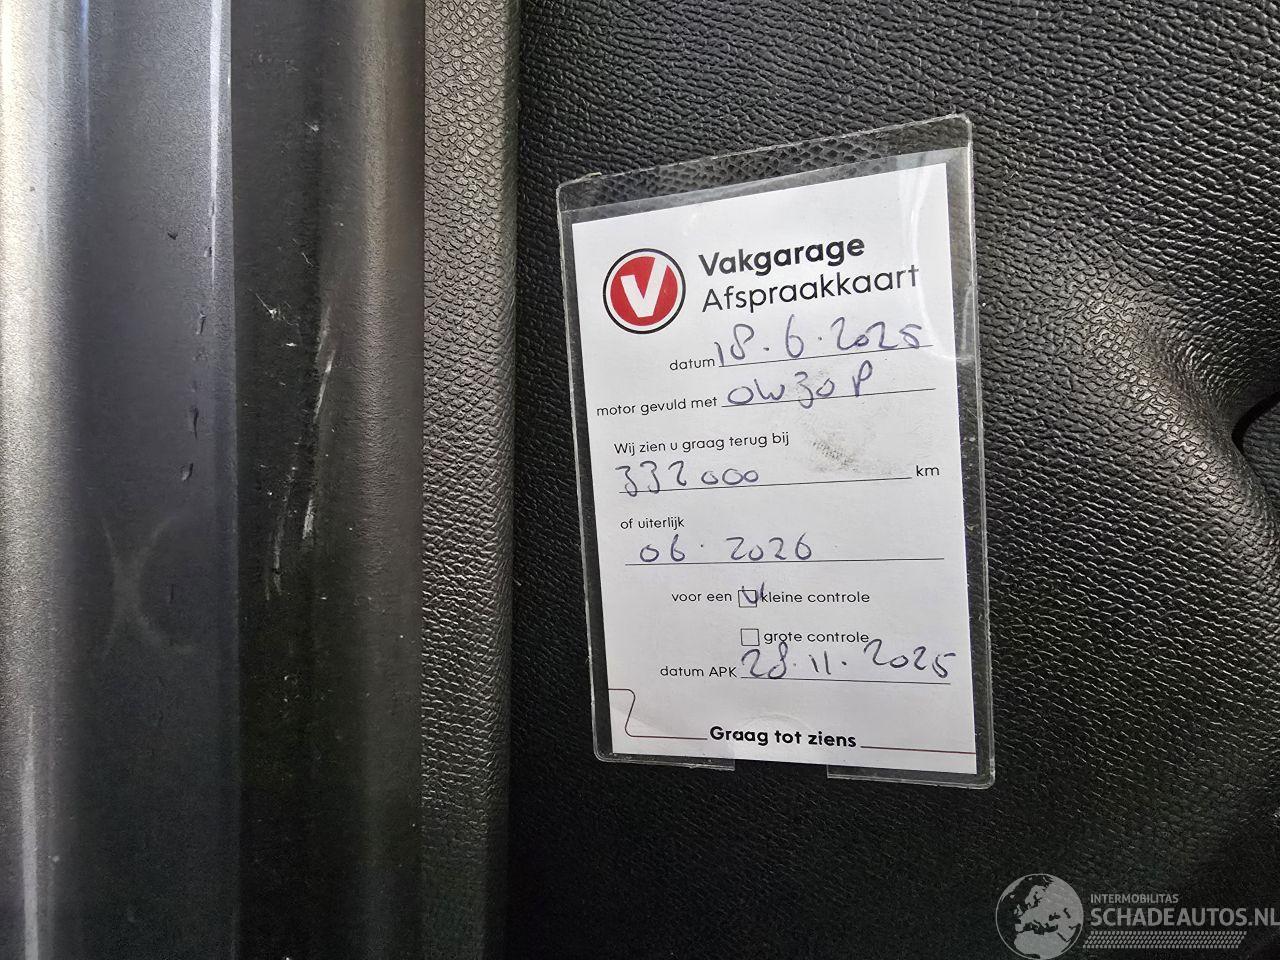 V
Vakgarage
Afspraakkaart
datum 18.6.2025
motor gevuld met 0W30 P
Wij zien u graag terug bij
332000 km
of uiterlijk
06.2026
voor een kleine controle
grote controle
datum APK 28.11.2025
Graag tot ziens
INTERMOBILITAS
SCHADEAUTOS.NL